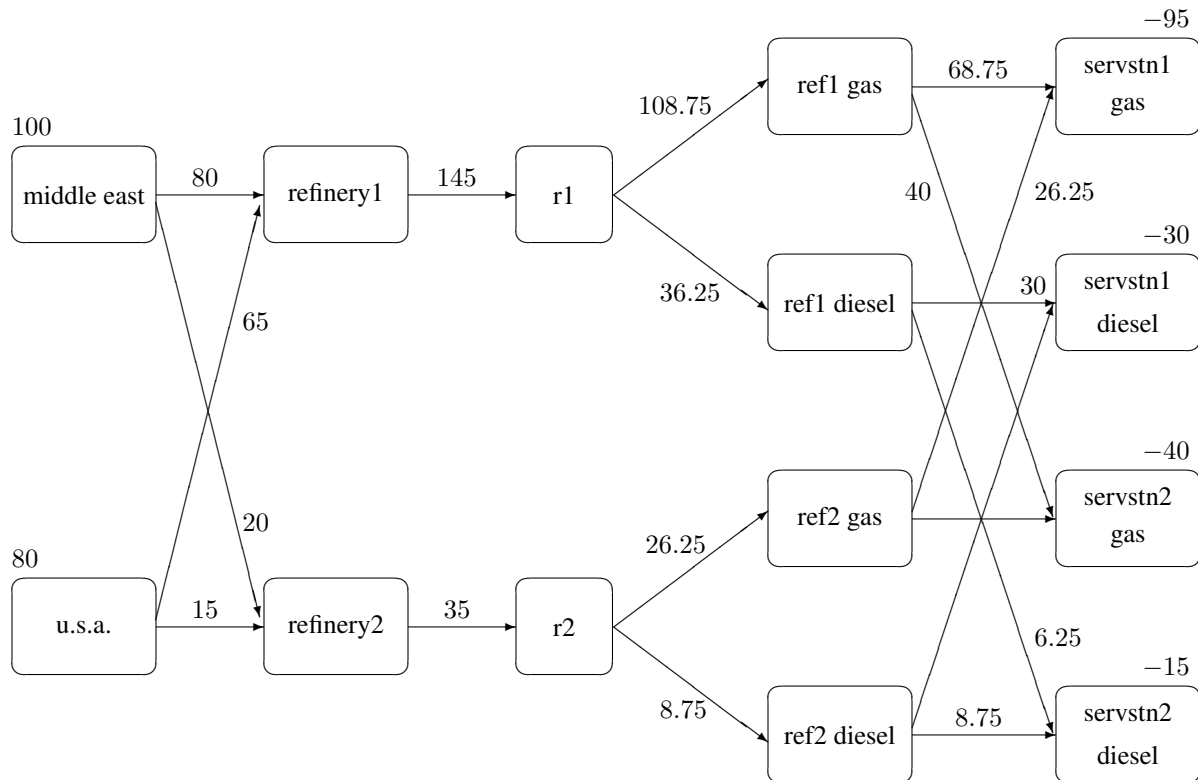 −95
ref1 gas
68.75
servstn1
gas
108.75
100
middle east
80
refinery1
145
r1
40
26.25
−30
36.25
ref1 diesel
30
servstn1
diesel
65
−40
20
ref2 gas
servstn2
gas
26.25
80
u.s.a.
15
refinery2
35
r2
6.25
−15
8.75
ref2 diesel
8.75
servstn2
diesel